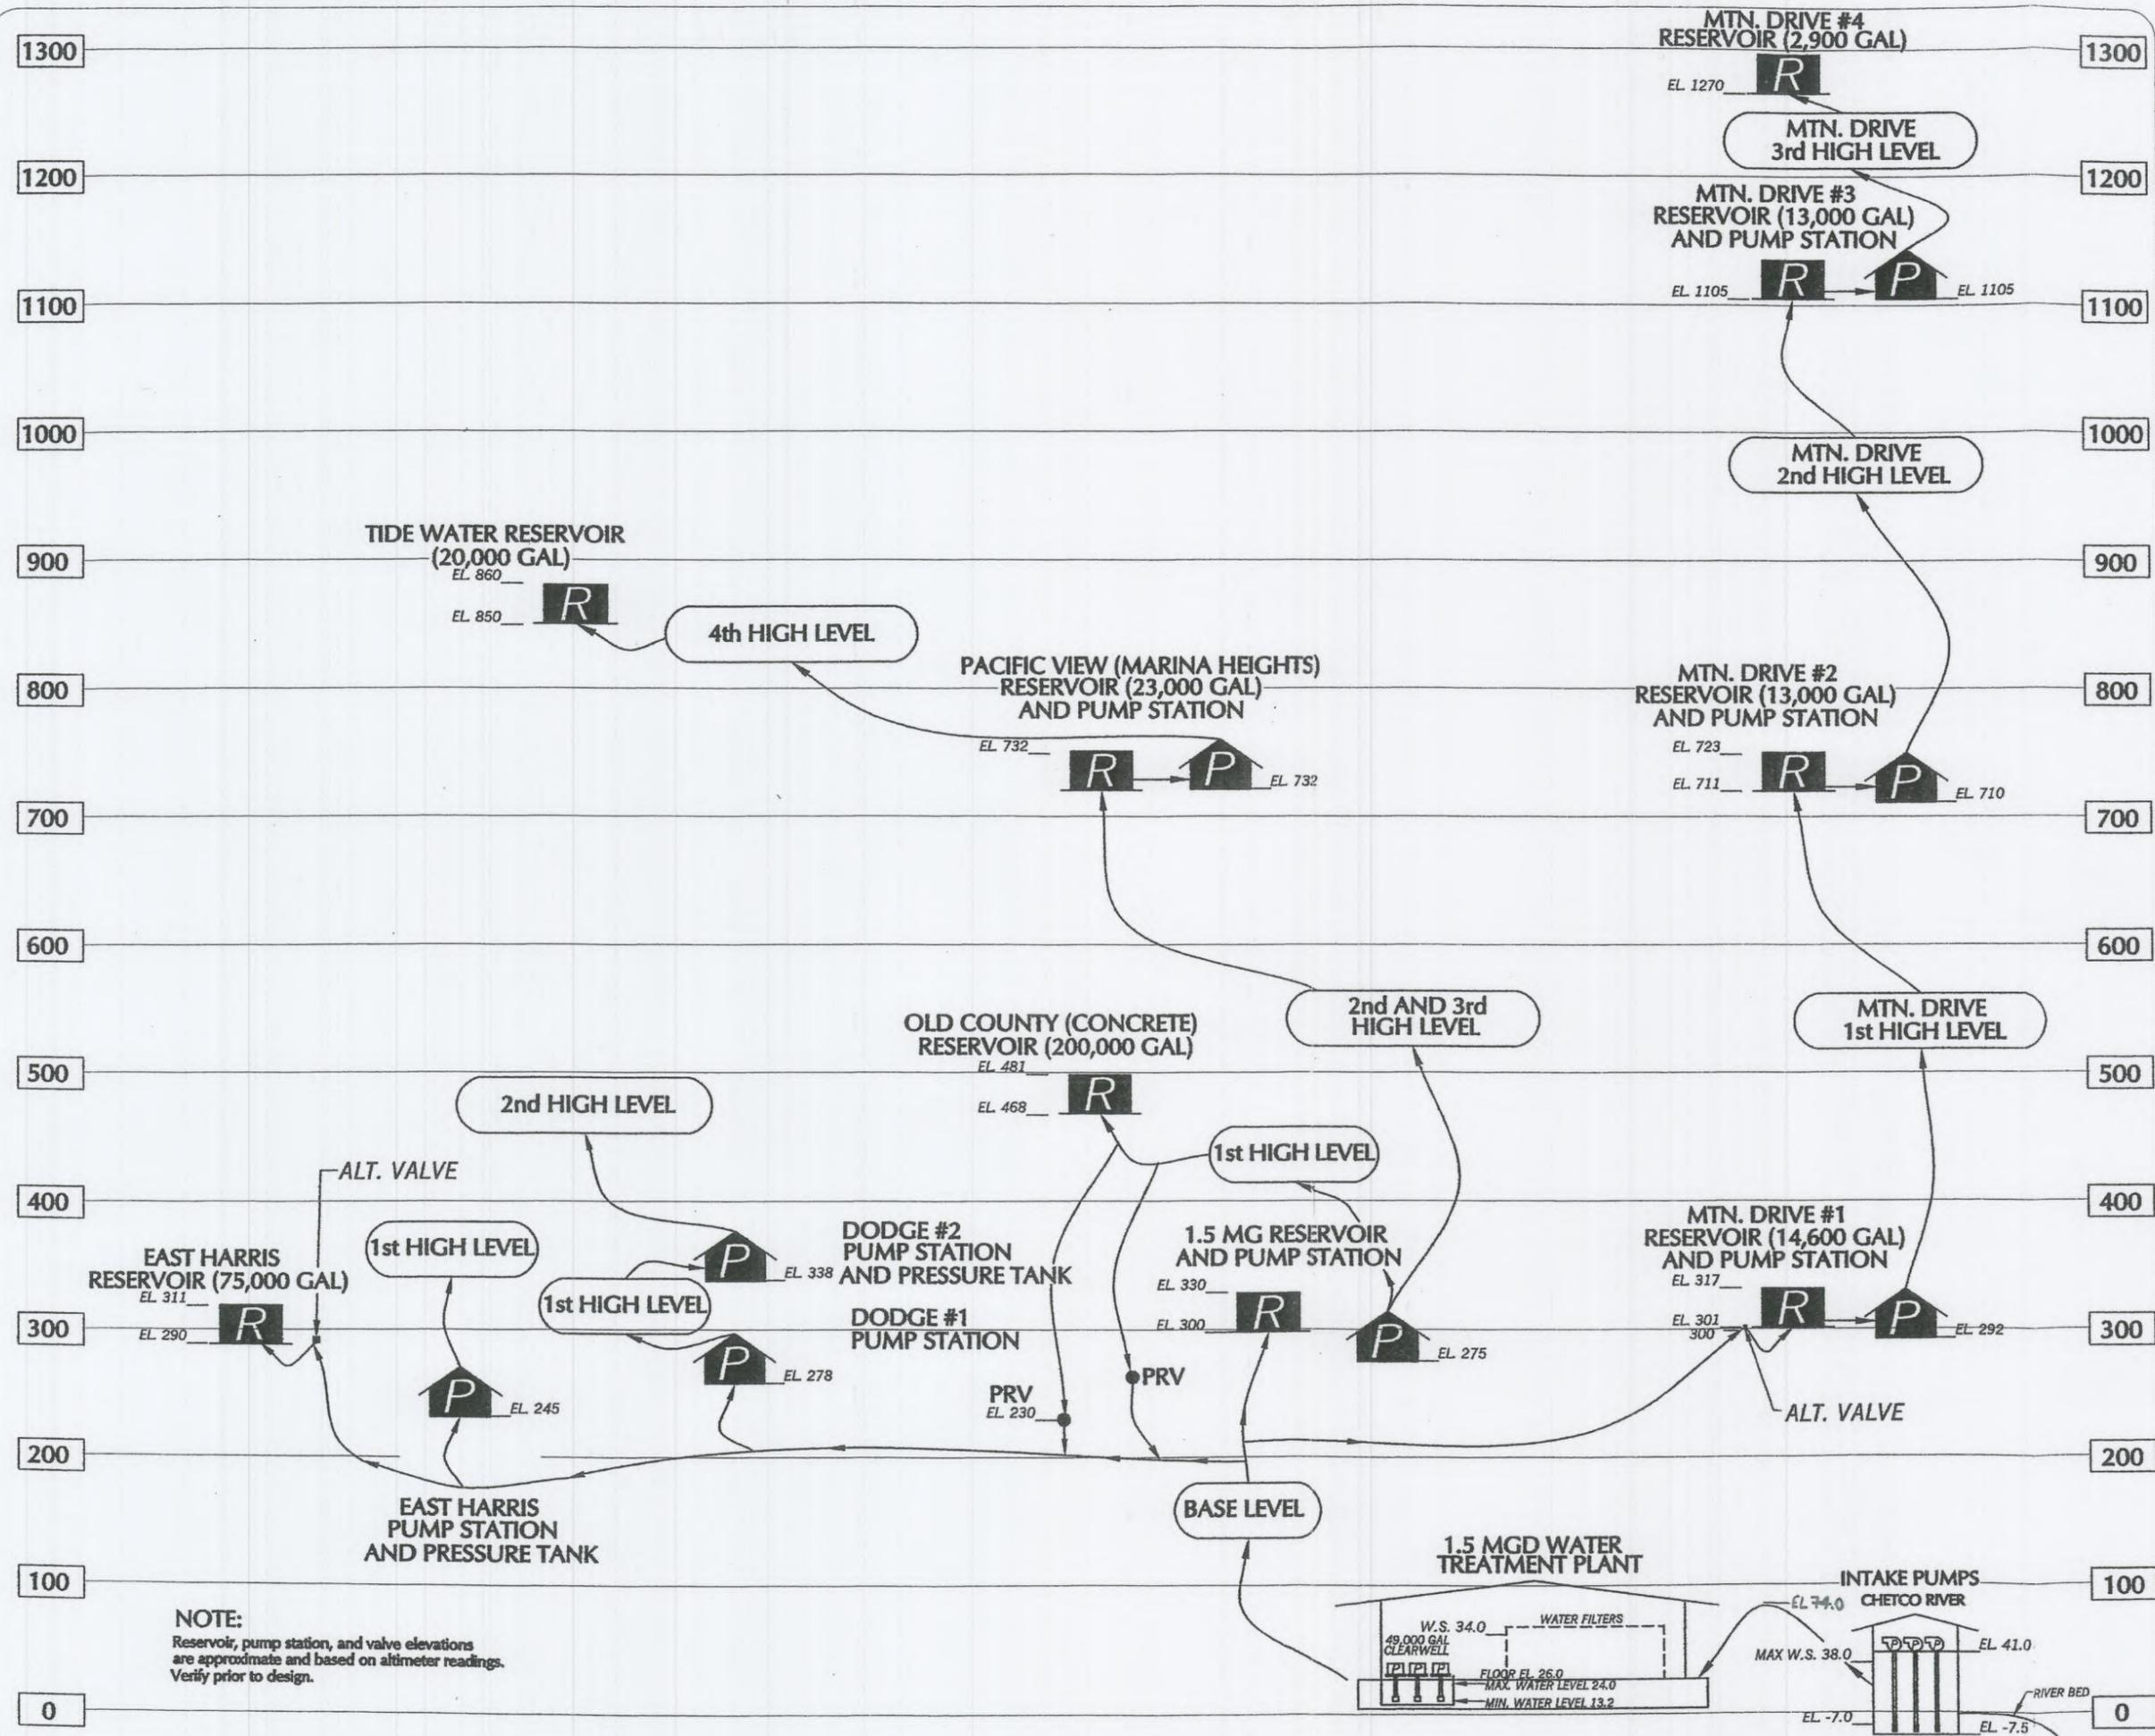 MTN. DRIVE #4
RESERVOIR (2,900 GAL)
1300
1300
R
EL 1270
MTN. DRIVE
3rd HIGH LEVEL
1200
1200
MTN. DRIVE #3
RESERVOIR (13,000 GAL)
AND PUMP STATION
R
P
EL 1105
EL 1105
1100
1100
1000
1000
MTN. DRIVE
2nd HIGH LEVEL
TIDE WATER RESERVOIR
(20,000 GAL)
900
900
EL 860
R
EL 850
4th HIGH LEVEL
PACIFIC VIEW (MARINA HEIGHTS)
RESERVOIR (23,000 GAL)
AND PUMP STATION
MTN. DRIVE #2
RESERVOIR (13,000 GAL)
AND PUMP STATION
800
800
EL 732
R
P
EL 732
EL 723
R
P
EL 711
EL 710
700
700
600
600
2nd AND 3rd
HIGH LEVEL
MTN. DRIVE
1st HIGH LEVEL
OLD COUNTY (CONCRETE)
RESERVOIR (200,000 GAL)
500
500
EL 481
R
EL 468
2nd HIGH LEVEL
1st HIGH LEVEL
ALT. VALVE
400
400
1st HIGH LEVEL
DODGE #2
PUMP STATION
AND PRESSURE TANK
P
EL 338
1.5 MG RESERVOIR
AND PUMP STATION
MTN. DRIVE #1
RESERVOIR (14,600 GAL)
AND PUMP STATION
EAST HARRIS
RESERVOIR (75,000 GAL)
EL 311
R
EL 290
1st HIGH LEVEL
DODGE #1
PUMP STATION
EL 330
R
EL 300
P
EL 275
EL 317
R
P
EL 301
300
EL 292
300
300
P
EL 278
P
EL 245
PRV
PRV
EL 230
ALT. VALVE
200
200
EAST HARRIS
PUMP STATION
AND PRESSURE TANK
BASE LEVEL
1.5 MGD WATER
TREATMENT PLANT
100
100
INTAKE PUMPS
CHETCO RIVER
EL 74.0
W.S. 34.0
WATER FILTERS
49,000 GAL
CLEARWELL
P P P
FLOOR EL 26.0
MAX. WATER LEVEL 24.0
MIN. WATER LEVEL 13.2
P P P
EL 41.0
MAX W.S. 38.0
RIVER BED
EL -7.0
EL -7.5
NOTE:
Reservoir, pump station, and valve elevations
are approximate and based on altimeter readings.
Verify prior to design.
0
0